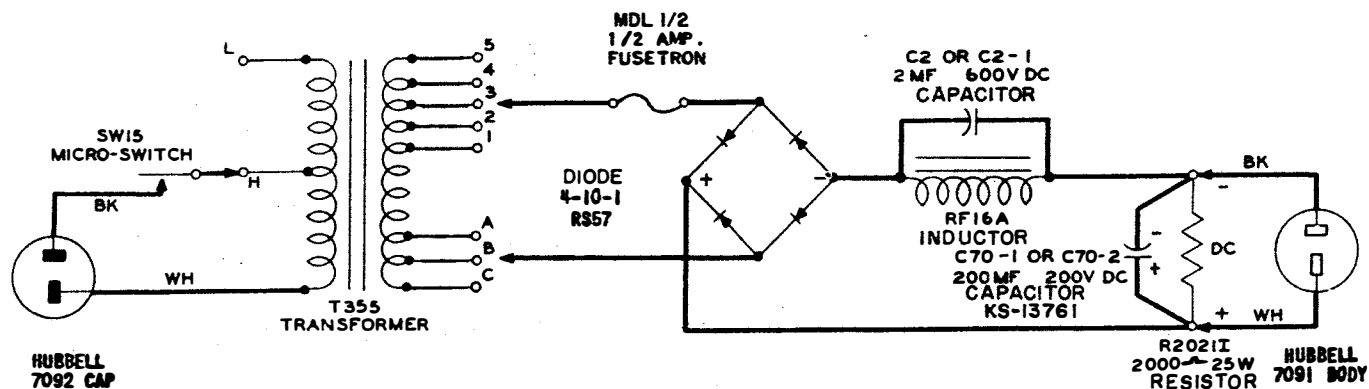 MDL 1/2
1/2 AMP.
FUSETRON
C2 OR C2-1
2MF 600V DC
CAPACITOR
L
5
4
3
2
1
SW15
MICRO-SWITCH
H
BK
WH
T355
TRANSFORMER
A
B
C
DIODE
4-10-1
RS57
+
-
RF16A
INDUCTOR
C70-1 OR C70-2
200MF 200V DC
CAPACITOR
KS-13761
-
+
-
DC
+
BK
WH
R2021I
2000 25W
RESISTOR
HUBBELL
7092 CAP
HUBBELL
7091 BODY